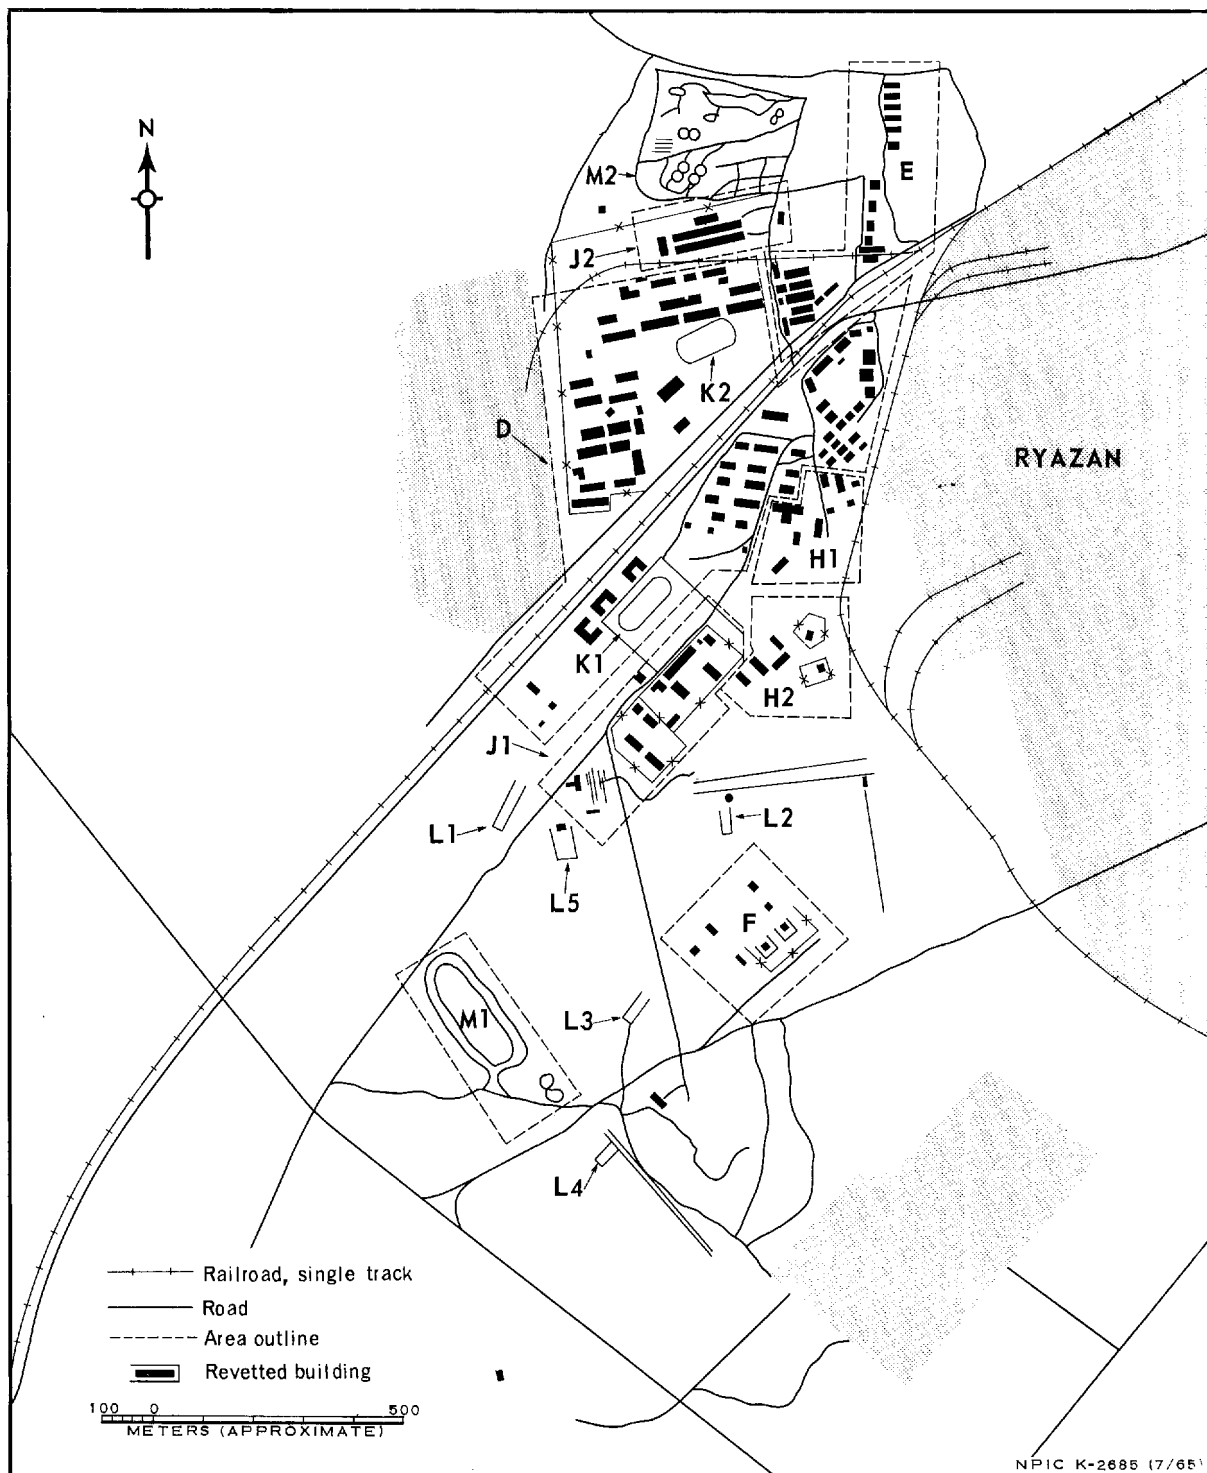 N
M2
E
J2
K2
D
RYAZAN
H1
K1
H2
J1
L1
L2
L5
F
M1
L3
L4
Railroad, single track
Road
Area outline
Revetted building
100 0 500
METERS (APPROXIMATE)
NPIC K-2685 (7/65)